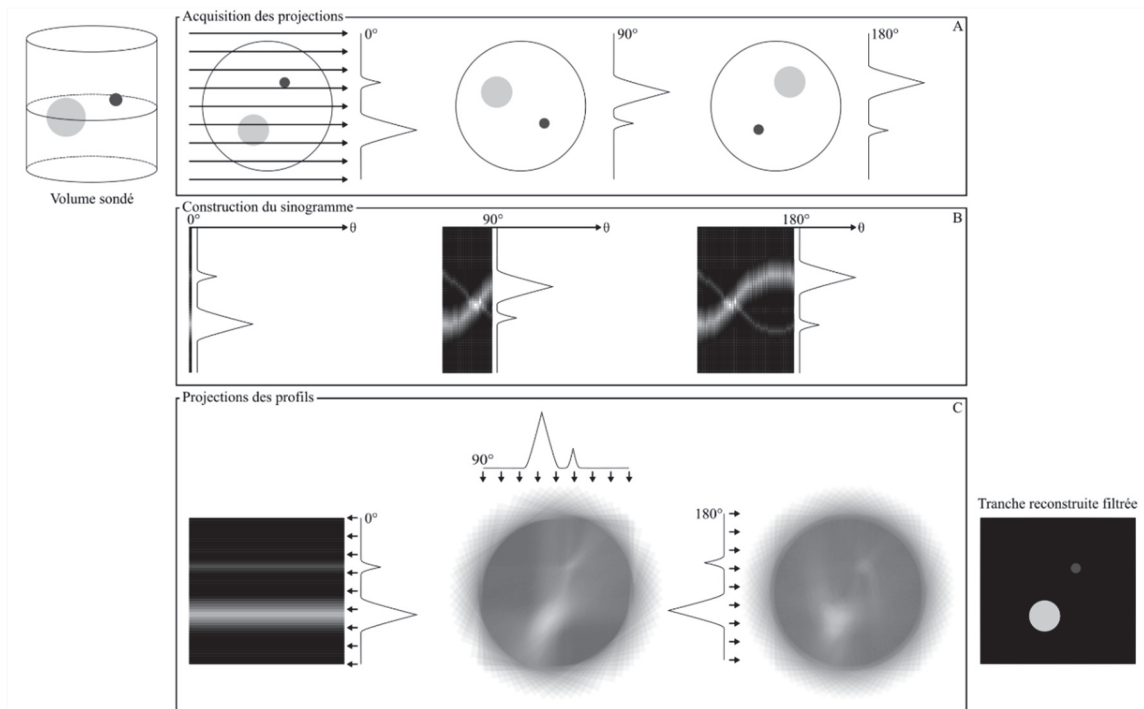 Volume sondé
Acquisition des projections
A
0°
90°
180°
Construction du sinogramme
B
0°
θ
90°
θ
180°
θ
Projections des profils
C
0°
90°
180°
Tranche reconstruite filtrée